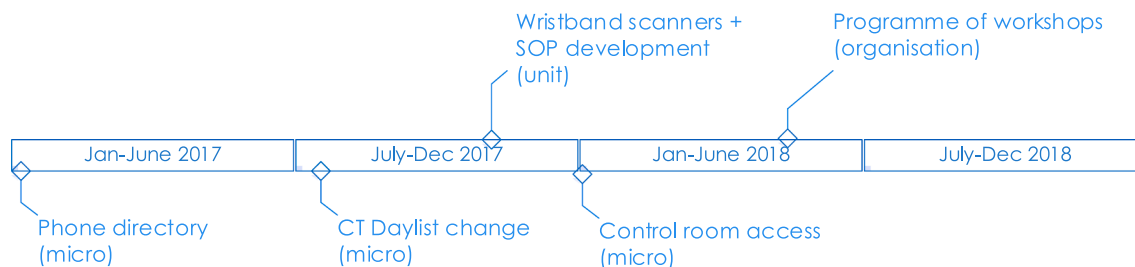 Wristband scanners +
SOP development
(unit)
Programme of workshops
(organisation)
Jan-June 2017
July-Dec 2017
Jan-June 2018
July-Dec 2018
Phone directory
(micro)
CT Daylist change
(micro)
Control room access
(micro)